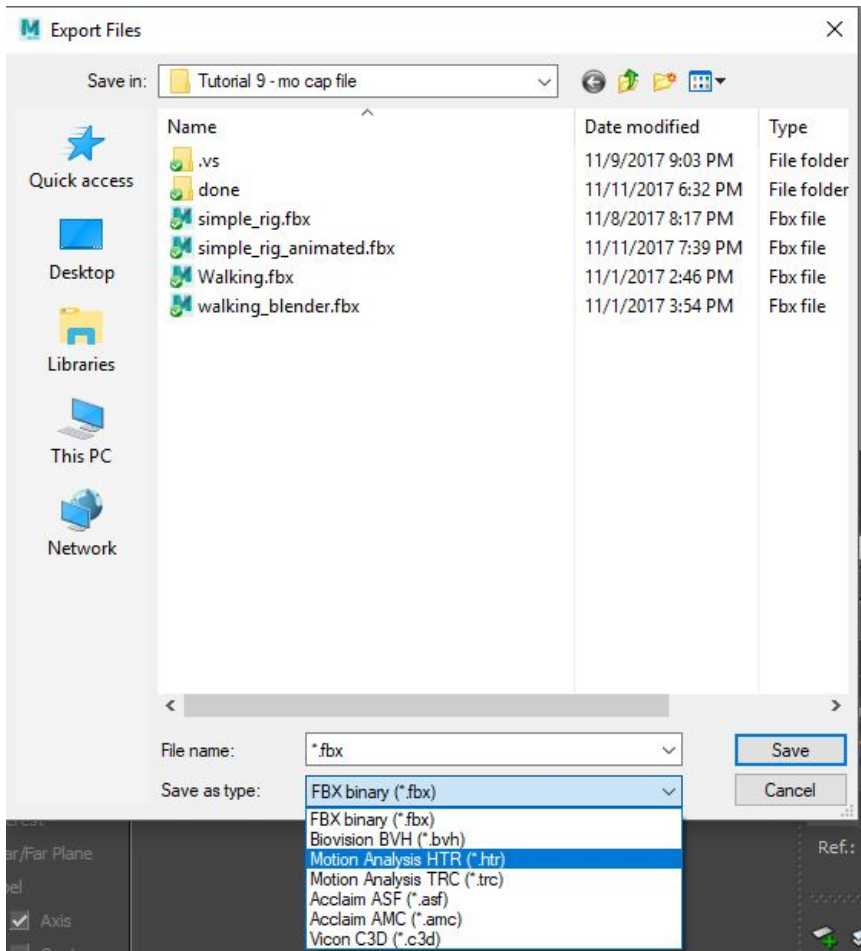 Export Files
Save in: Tutorial 9 - mo cap file
Name Date modified Type
.vs 11/9/2017 9:03 PM File folder
done 11/11/2017 6:32 PM File folder
simple_rig.fbx 11/8/2017 8:17 PM Fbx file
simple_rig_animated.fbx 11/11/2017 7:39 PM Fbx file
Walking.fbx 11/1/2017 2:46 PM Fbx file
walking_blender.fbx 11/1/2017 3:54 PM Fbx file
Quick access
Desktop
Libraries
This PC
Network
File name: *.fbx Save
Save as type: FBX binary (*.fbx) Cancel
FBX binary (*.fbx)
Biovision BVH (*.bvh)
Motion Analysis HTR (*.htr)
Motion Analysis TRC (*.trc)
Acclaim ASF (*.asf)
Acclaim AMC (*.amc)
Vicon C3D (*.c3d)
ar/Far Plane
Ref.:
Axis